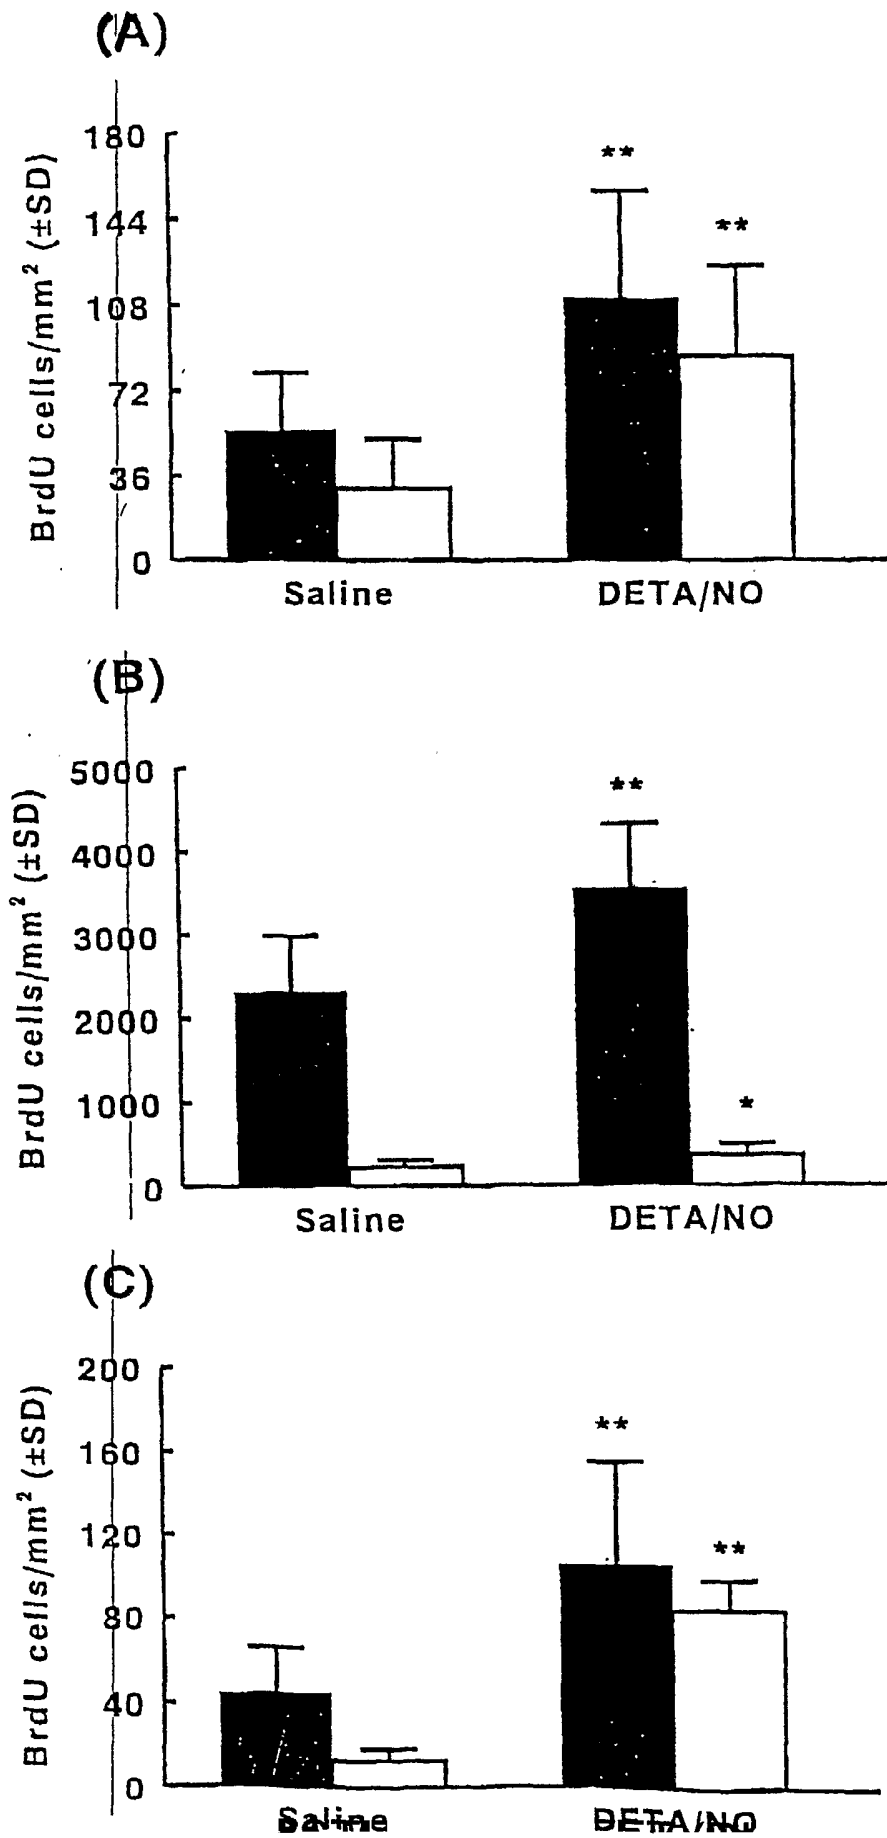 (A)
BrdU cells/mm² (±SD)
180
144
108
72
36
0
**
**
Saline DETA/NO
(B)
BrdU cells/mm² (±SD)
5000
4000
3000
2000
1000
0
**
*
Saline DETA/NO
(C)
BrdU cells/mm² (±SD)
200
160
120
80
40
0
**
**
Saline DETA/NO